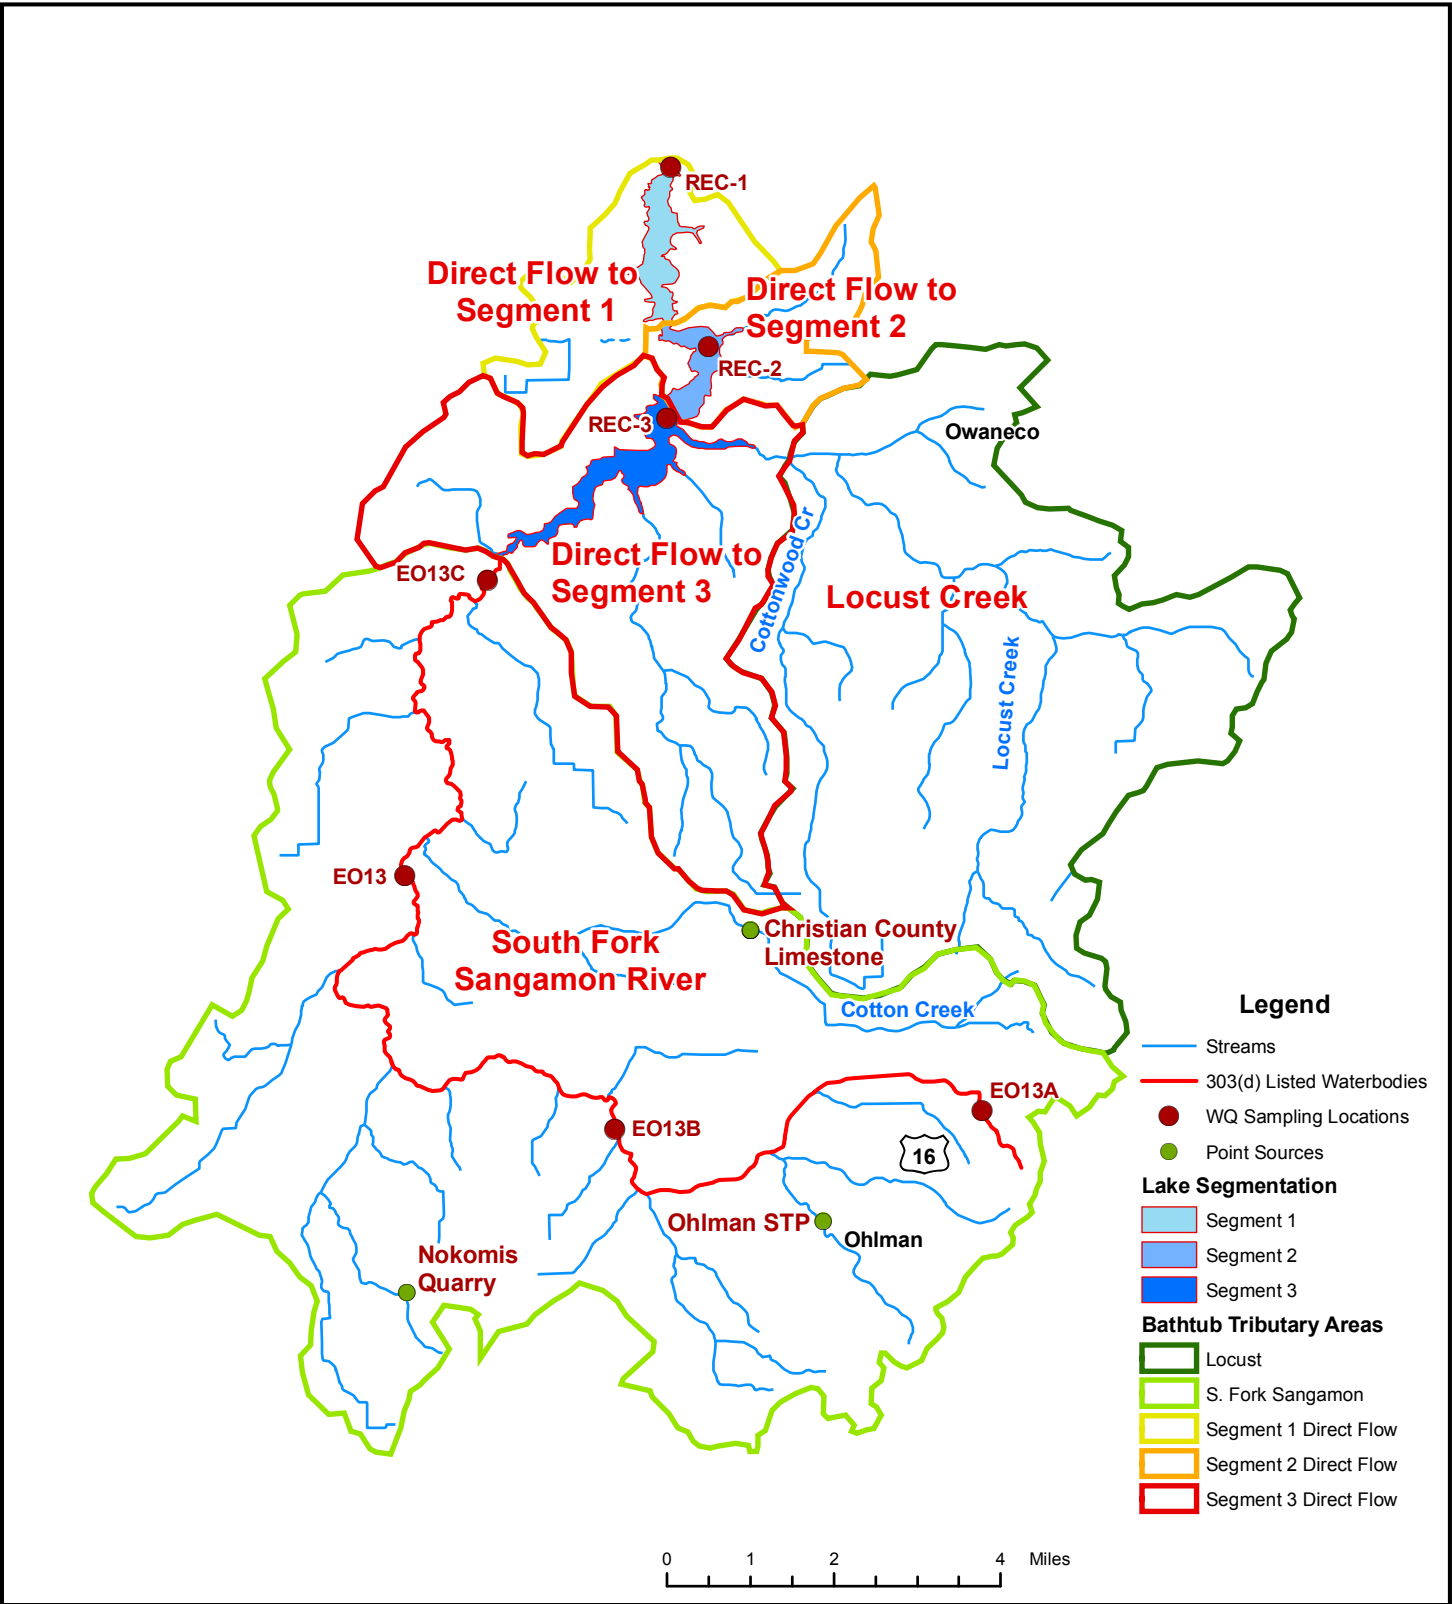 REC-1
Direct Flow to
Segment 1
Direct Flow to
Segment 2
REC-2
REC-3
Owaneco
Cottonwood Cr
EO13C
Direct Flow to
Segment 3
Locust Creek
Locust Creek
EO13
South Fork
Sangamon River
Christian County
Limestone
Cotton Creek
EO13A
EO13B
16
Ohlman STP
Ohlman
Nokomis
Quarry
Legend
Streams
303(d) Listed Waterbodies
WQ Sampling Locations
Point Sources
Lake Segmentation
Segment 1
Segment 2
Segment 3
Bathtub Tributary Areas
Locust
S. Fork Sangamon
Segment 1 Direct Flow
Segment 2 Direct Flow
Segment 3 Direct Flow
0 1 2 4 Miles